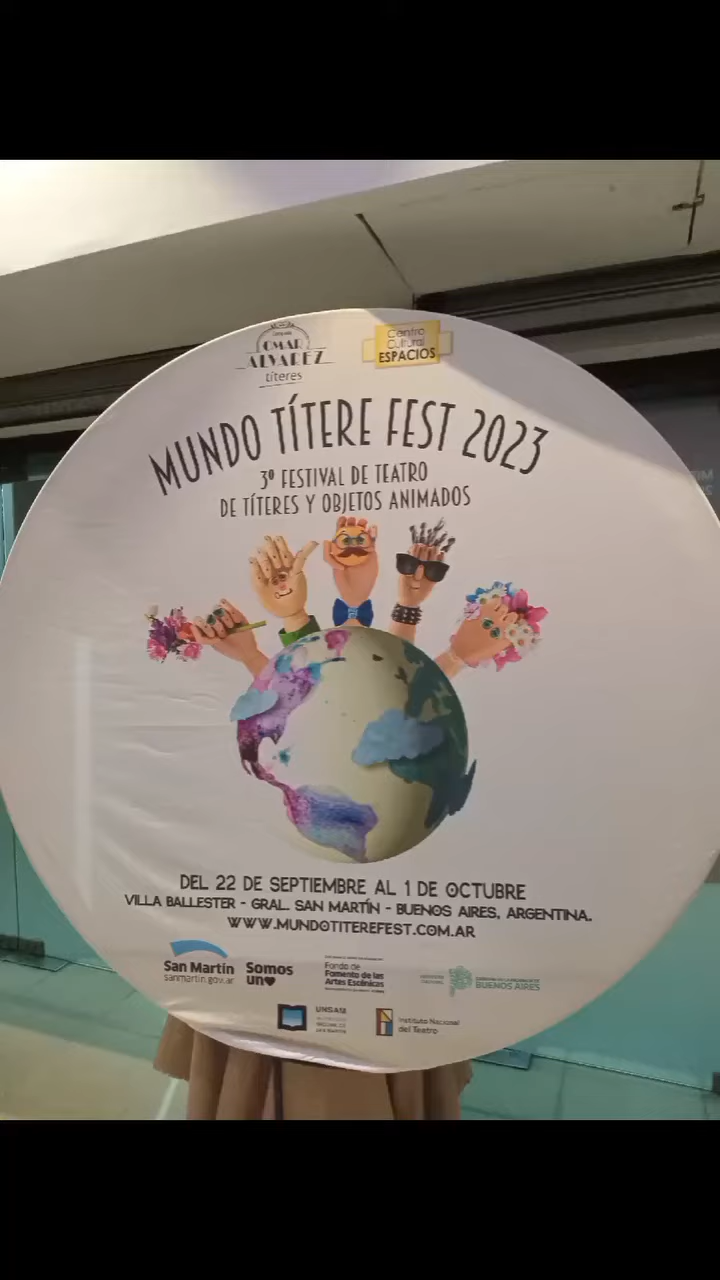 OMAR
ALVAREZ
títeres
Centro
Cultural
ESPACIOS
MUNDO TÍTERE FEST 2023
3º FESTIVAL DE TEATRO
DE TÍTERES Y OBJETOS ANIMADOS
DEL 22 DE SEPTIEMBRE AL 1 DE OCTUBRE
VILLA BALLESTER - GRAL. SAN MARTÍN - BUENOS AIRES, ARGENTINA.
WWW.MUNDOTITEREFEST.COM.AR
San Martín
sanmartin.gov.ar
Somos
un
Fondo de
Fomento de las
Artes Escénicas
BUENOS AIRES
UNSAM
Instituto Nacional
del Teatro